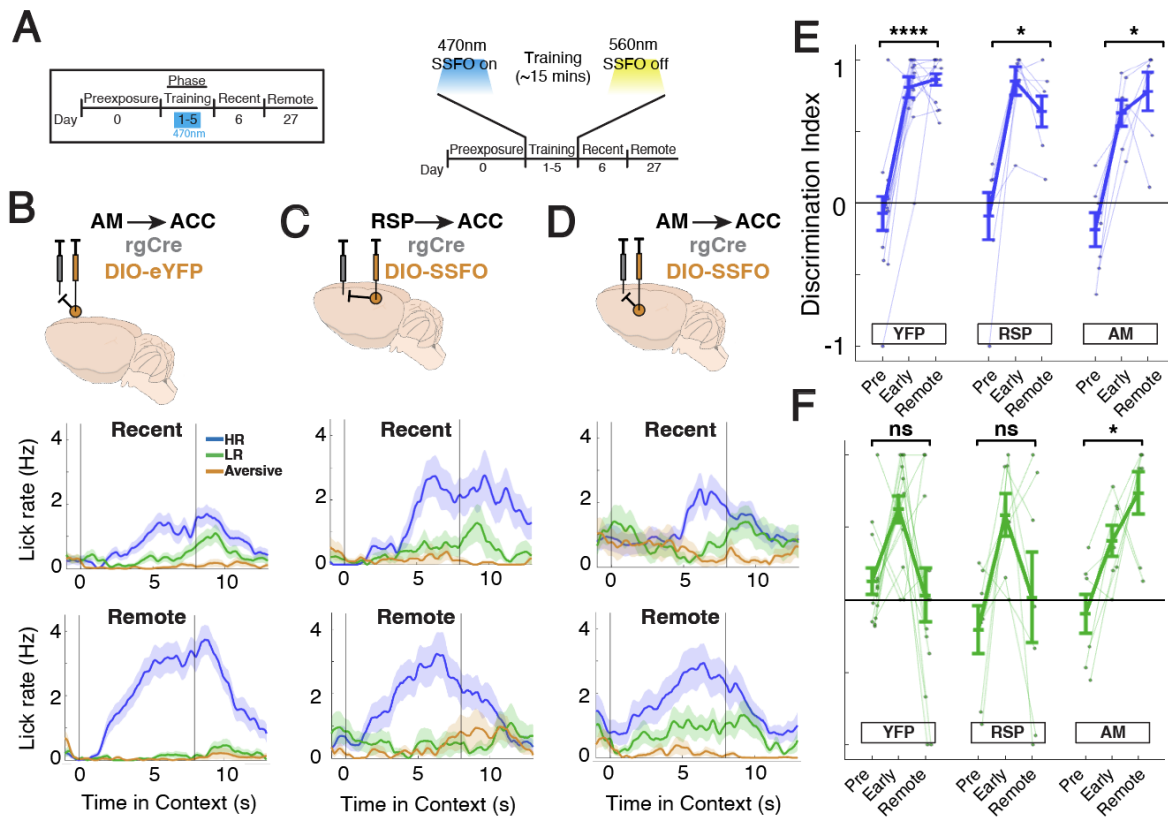 A
Phase
Preexposure Training Recent Remote
Day 0 1-5 6 27
470nm
470nm
SSFO on
Training
(~15 mins)
560nm
SSFO off
Preexposure Training Recent Remote
Day 0 1-5 6 27
B
AM ACC
rgCre
DIO-eYFP
C
RSP ACC
rgCre
DIO-SSFO
D
AM ACC
rgCre
DIO-SSFO
Recent
HR
LR
Aversive
Lick rate (Hz)
4
2
0
0 5 10
Recent
4
2
0
0 5 10
Recent
4
2
0
0 5 10
Remote
Lick rate (Hz)
4
2
0
0 5 10
Time in Context (s)
Remote
4
2
0
0 5 10
Time in Context (s)
Remote
4
2
0
0 5 10
Time in Context (s)
E
**** * *
Discrimination Index
1
0
-1
YFP RSP AM
Pre Early Remote Pre Early Remote Pre Early Remote
F
ns ns *
YFP RSP AM
Pre Early Remote Pre Early Remote Pre Early Remote